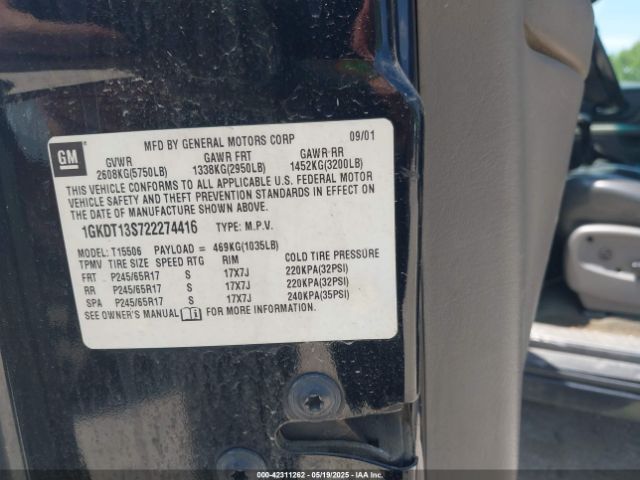 GM
MFD BY GENERAL MOTORS CORP 09/01
GVWR GAWR FRT GAWR RR
2608KG(5750LB) 1338KG(2950LB) 1452KG(3200LB)
THIS VEHICLE CONFORMS TO ALL APPLICABLE U.S. FEDERAL MOTOR
VEHICLE SAFETY AND THEFT PREVENTION STANDARDS IN EFFECT ON
THE DATE OF MANUFACTURE SHOWN ABOVE.
1GKDT13S722274416 TYPE: M.P.V.
MODEL: T15506 PAYLOAD = 469KG(1035LB)
TPMV TIRE SIZE SPEED RTG RIM COLD TIRE PRESSURE
FRT P245/65R17 S 17X7J 220KPA(32PSI)
RR P245/65R17 S 17X7J 220KPA(32PSI)
SPA P245/65R17 S 17X7J 240KPA(35PSI)
SEE OWNER'S MANUAL FOR MORE INFORMATION.
000-42311262 05/19/2025 - IAA Inc.